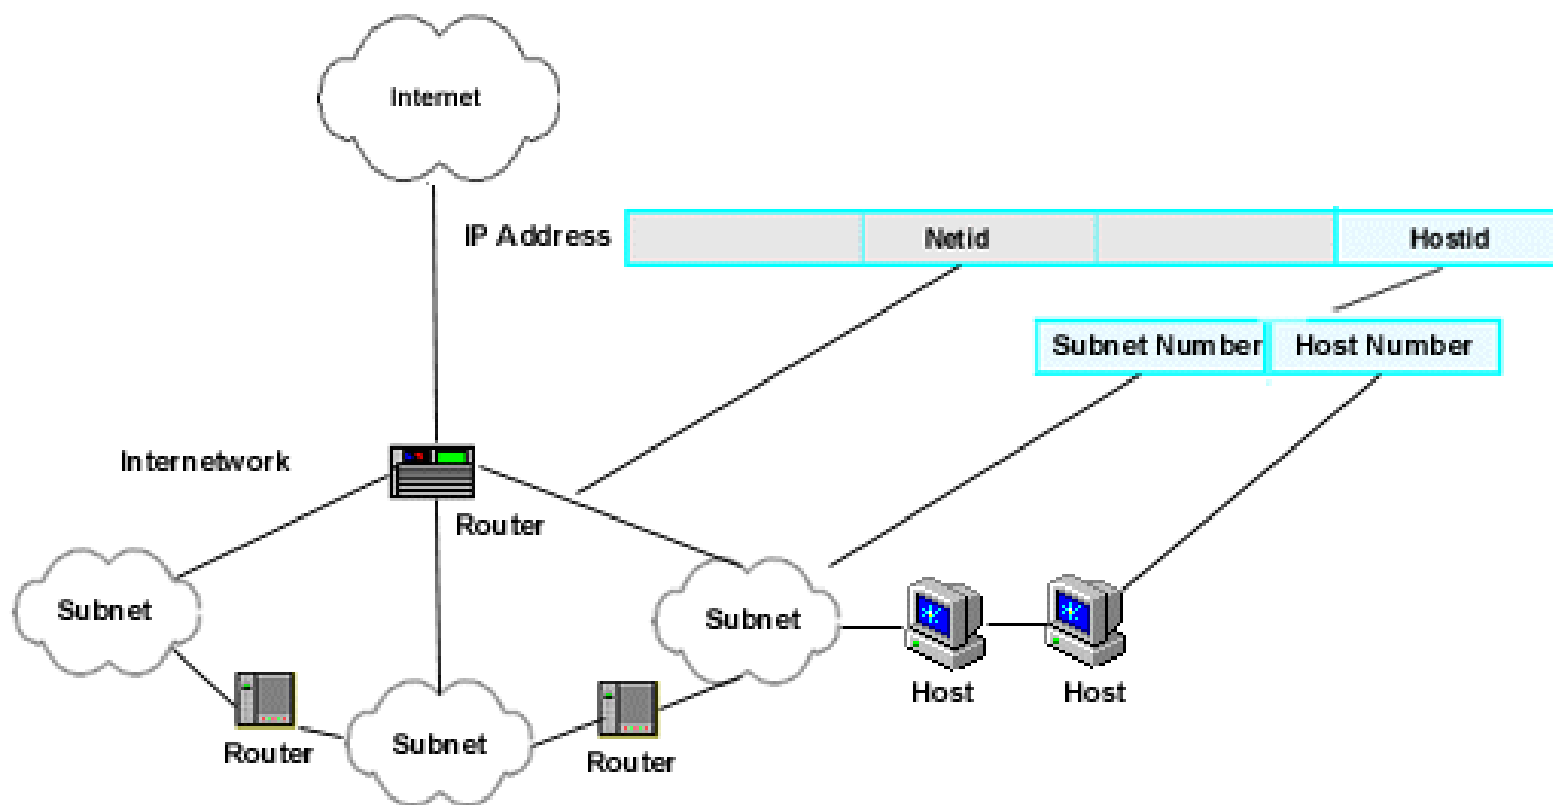 Internet
IP Address
Netid
Hostid
Subnet Number
Host Number
Internetwork
Router
Subnet
Subnet
Host
Host
Router
Subnet
Router